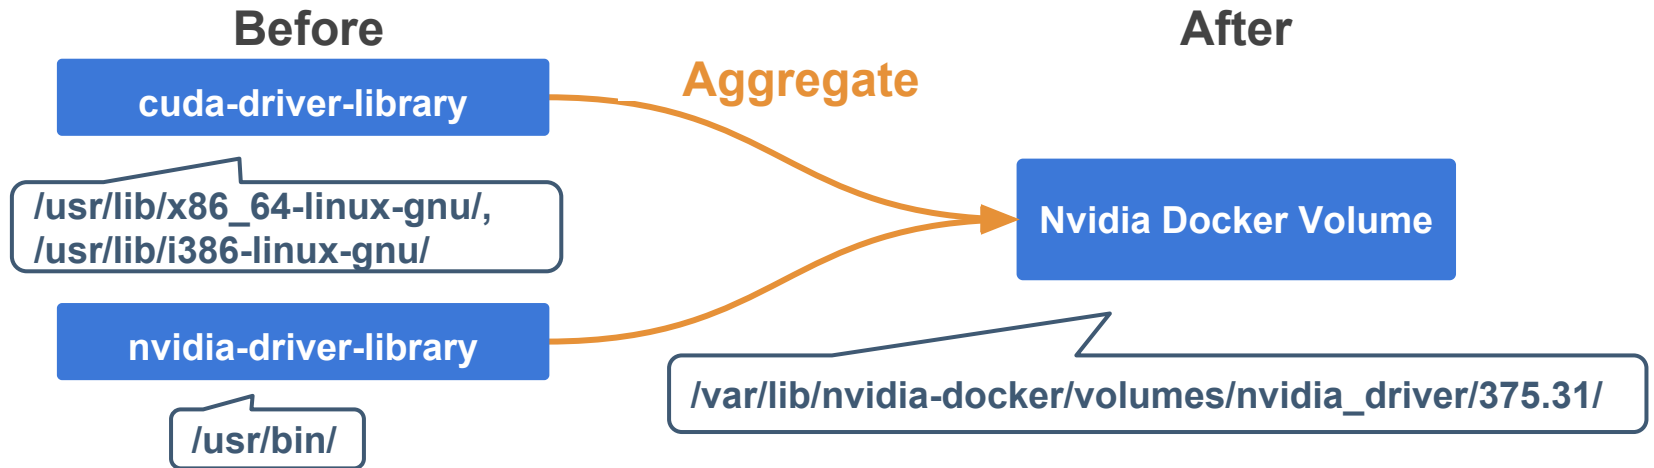 Before
After
Aggregate
cuda-driver-library
/usr/lib/x86_64-linux-gnu/,
/usr/lib/i386-linux-gnu/
Nvidia Docker Volume
nvidia-driver-library
/var/lib/nvidia-docker/volumes/nvidia_driver/375.31/
/usr/bin/